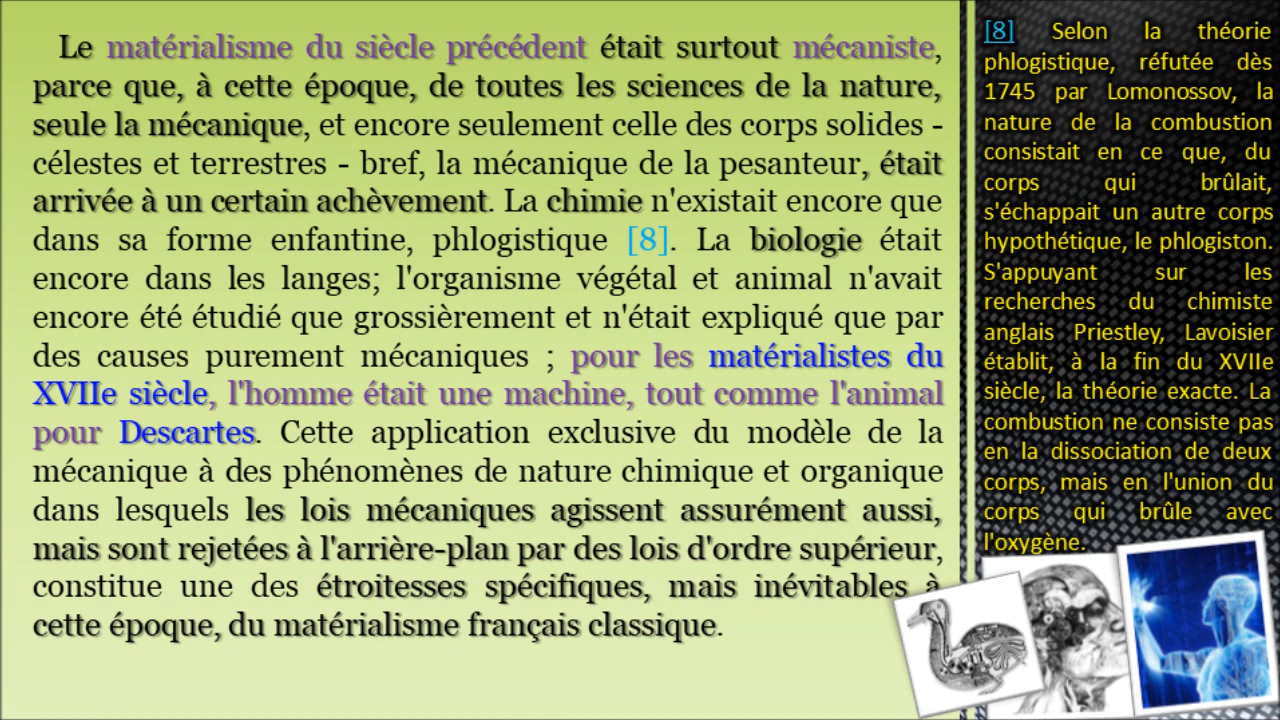 Le matérialisme du siècle précédent était surtout mécaniste,
parce que, à cette époque, de toutes les sciences de la nature,
seule la mécanique, et encore seulement celle des corps solides -
célestes et terrestres - bref, la mécanique de la pesanteur, était
arrivée à un certain achèvement. La chimie n'existait encore que
dans sa forme enfantine, phlogistique [8]. La biologie était
encore dans les langes; l'organisme végétal et animal n'avait
encore été étudié que grossièrement et n'était expliqué que par
des causes purement mécaniques ; pour les matérialistes du
XVIIe siècle, l'homme était une machine, tout comme l'animal
pour Descartes. Cette application exclusive du modèle de la
mécanique à des phénomènes de nature chimique et organique
dans lesquels les lois mécaniques agissent assurément aussi,
mais sont rejetées à l'arrière-plan par des lois d'ordre supérieur,
constitue une des étroitesses spécifiques, mais inévitables à
cette époque, du matérialisme français classique.
[8] Selon la théorie
phlogistique, réfutée dès
1745 par Lomonossov, la
nature de la combustion
consistait en ce que, du
corps qui brûlait,
s'échappait un autre corps
hypothétique, le phlogiston.
S'appuyant sur les
recherches du chimiste
anglais Priestley, Lavoisier
établit, à la fin du XVIIe
siècle, la théorie exacte. La
combustion ne consiste pas
en la dissociation de deux
corps, mais en l'union du
corps qui brûle avec
l'oxygène.